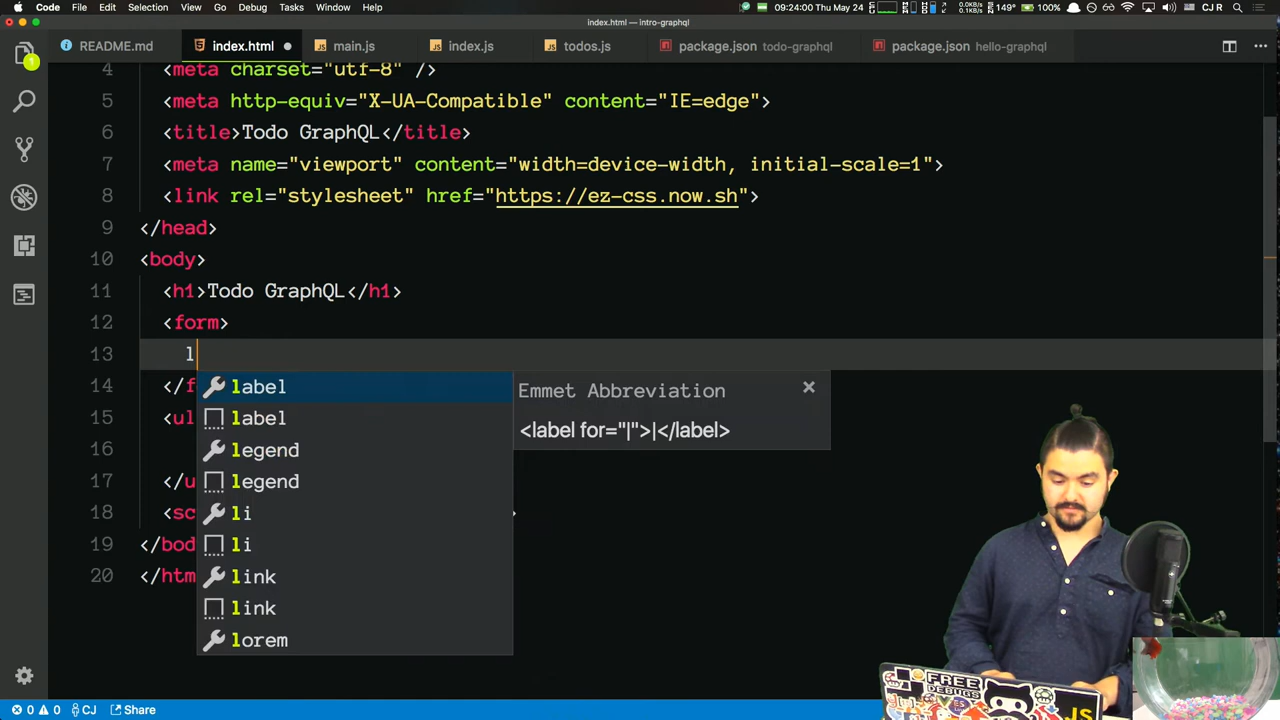 Code File Edit Selection View Go Debug Tasks Window Help
09:24:00 Thu May 24
149° 100% CJ R
index.html — intro-graphql
README.md index.html main.js index.js todos.js package.json todo-graphql package.json hello-graphql
4 <meta charset="utf-8" />
5 <meta http-equiv="X-UA-Compatible" content="IE=edge">
6 <title>Todo GraphQL</title>
7 <meta name="viewport" content="width=device-width, initial-scale=1">
8 <link rel="stylesheet" href="https://ez-css.now.sh">
9 </head>
10 <body>
11 <h1>Todo GraphQL</h1>
12 <form>
13 l
14 </f
15 <ul
16
17 </u
18 <sc >
19 </bod
20 </htm
label
label
legend
legend
li
li
link
link
lorem
Emmet Abbreviation ×
<label for="|">|</label>
FREE
DEBUGS
JS
0 0 CJ Share
1